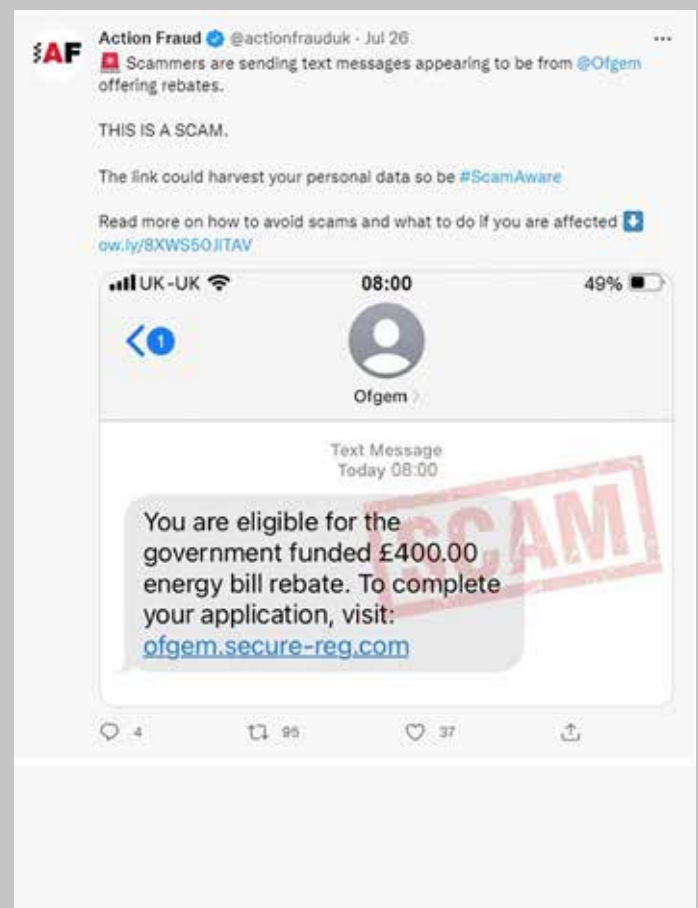 AF
Action Fraud @actionfrauduk · Jul 26
🚨 Scammers are sending text messages appearing to be from @Ofgem
offering rebates.
THIS IS A SCAM.
The link could harvest your personal data so be #ScamAware
Read more on how to avoid scams and what to do if you are affected ⬇️
ow.ly/8XWS50JITAV
UK-UK 08:00 49%
1
Ofgem
Text Message
Today 08:00
SCAM
You are eligible for the
government funded £400.00
energy bill rebate. To complete
your application, visit:
ofgem.secure-reg.com
4 95 37